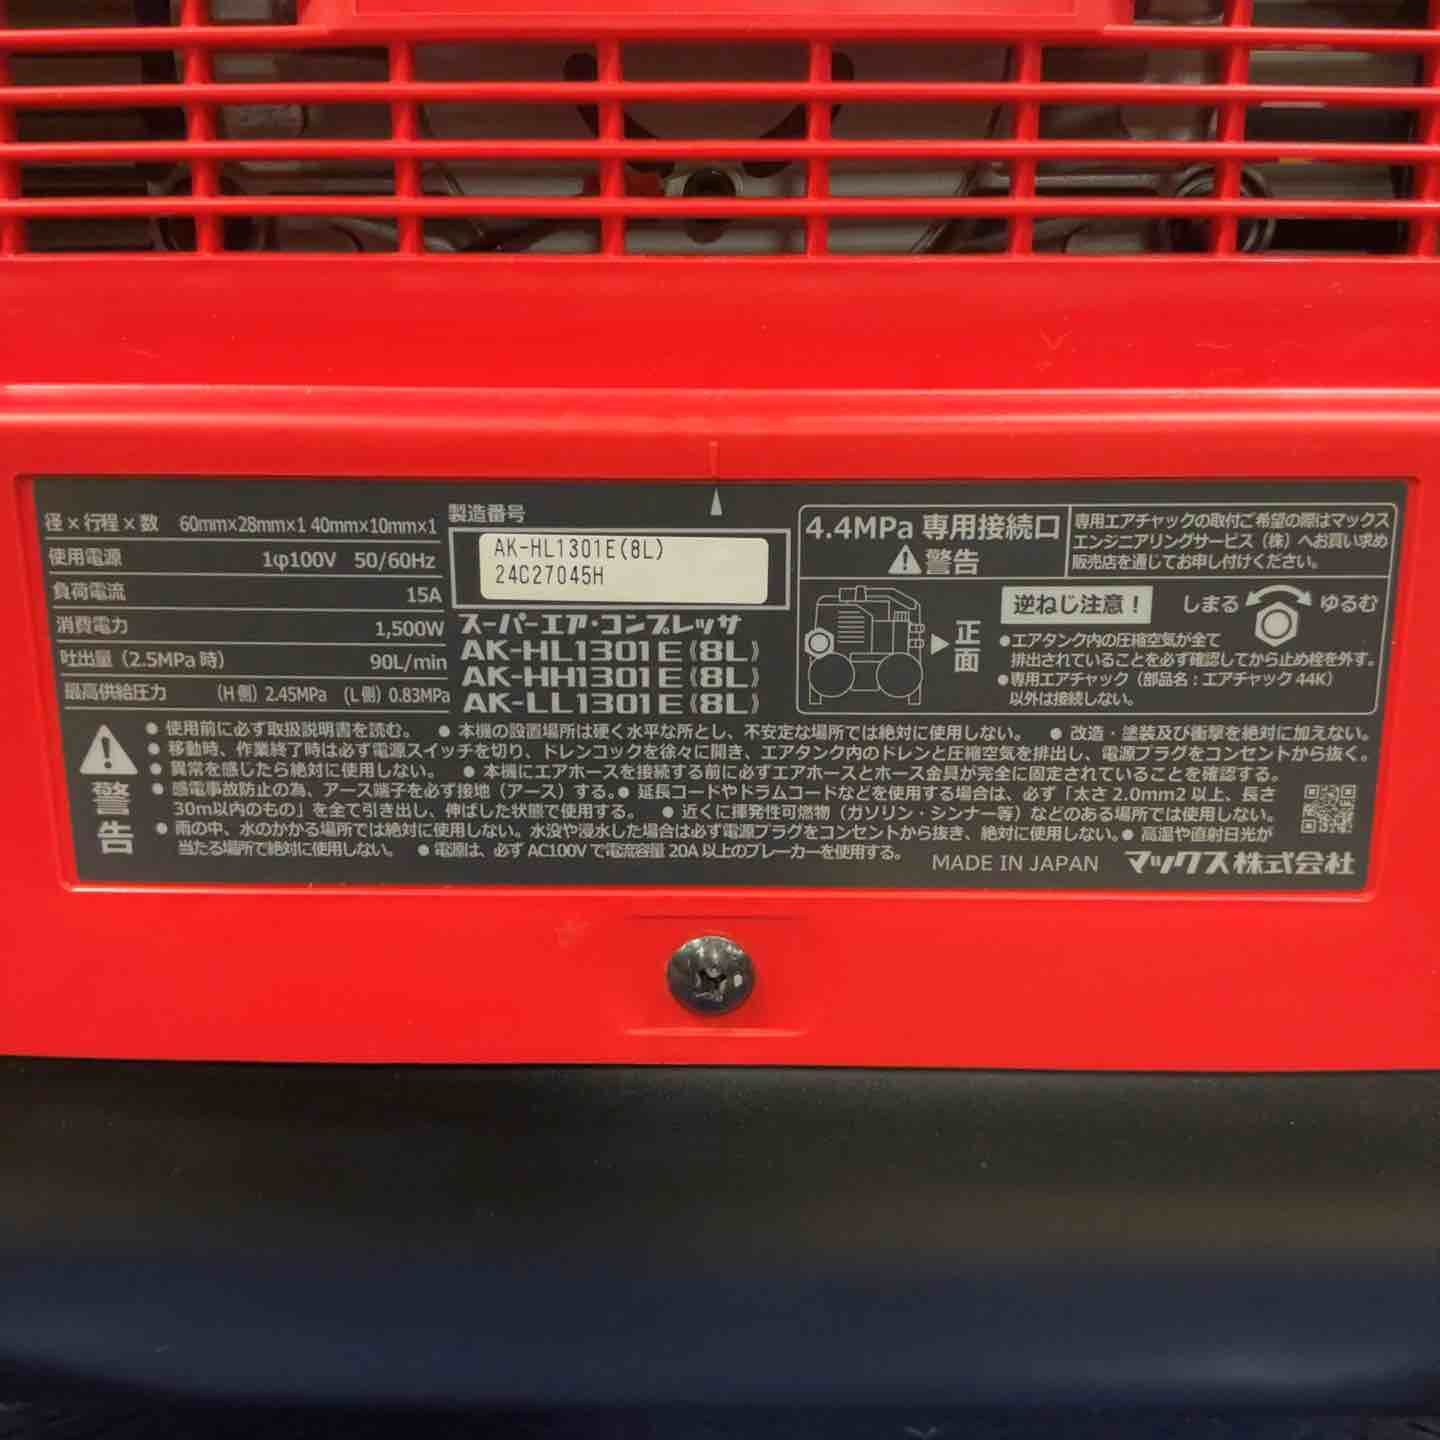 径×行程×数 60mm×28mm×1 40mm×10mm×1
使用電源 1φ100V 50/60Hz
負荷電流 15A
消費電力 1,500W
吐出量（2.5MPa 時） 90L/min
最高供給圧力 （H 側）2.45MPa （L 側）0.83MPa
製造番号
AK-HL1301E(8L)
24C27045H
スーパーエア・コンプレッサ
AK-HL1301E(8L)
AK-HH1301E(8L)
AK-LL1301E(8L)
4.4MPa 専用接続口
警告
専用エアチャックの取付ご希望の際はマックス
エンジニアリングサービス（株）へお買い求め
販売店を通じてお申し付けください。
正面
逆ねじ注意！ しまる ゆるむ
●エアタンク内の圧縮空気が全て
排出されていることを必ず確認してから止め栓を外す。
●専用エアチャック（部品名：エアチャック 44K）
以外は接続しない。
警告
● 使用前に必ず取扱説明書を読む。 ● 本機の設置場所は硬く水平な所とし、不安定な場所では絶対に使用しない。 ● 改造・塗装及び衝撃を絶対に加えない。
● 移動時、作業終了時は必ず電源スイッチを切り、ドレンコックを徐々に開き、エアタンク内のドレンと圧縮空気を排出し、電源プラグをコンセントから抜く。
● 異常を感じたら絶対に使用しない。 ● 本機にエアホースを接続する前に必ずエアホースとホース金具が完全に固定されていることを確認する。
● 感電事故防止の為、アース端子を必ず接地（アース）する。● 延長コードやドラムコードなどを使用する場合は、必ず「太さ 2.0mm2 以上、長さ
30m以内のもの」を全て引き出し、伸ばした状態で使用する。 ● 近くに揮発性可燃物（ガソリン・シンナー等）などのある場所では使用しない。
● 雨の中、水のかかる場所では絶対に使用しない。水没や浸水した場合は必ず電源プラグをコンセントから抜き、絶対に使用しない。● 高温や直射日光が
当たる場所で絶対に使用しない。 ● 電源は、必ず AC100V で電流容量 20A 以上のブレーカーを使用する。
MADE IN JAPAN マックス株式会社